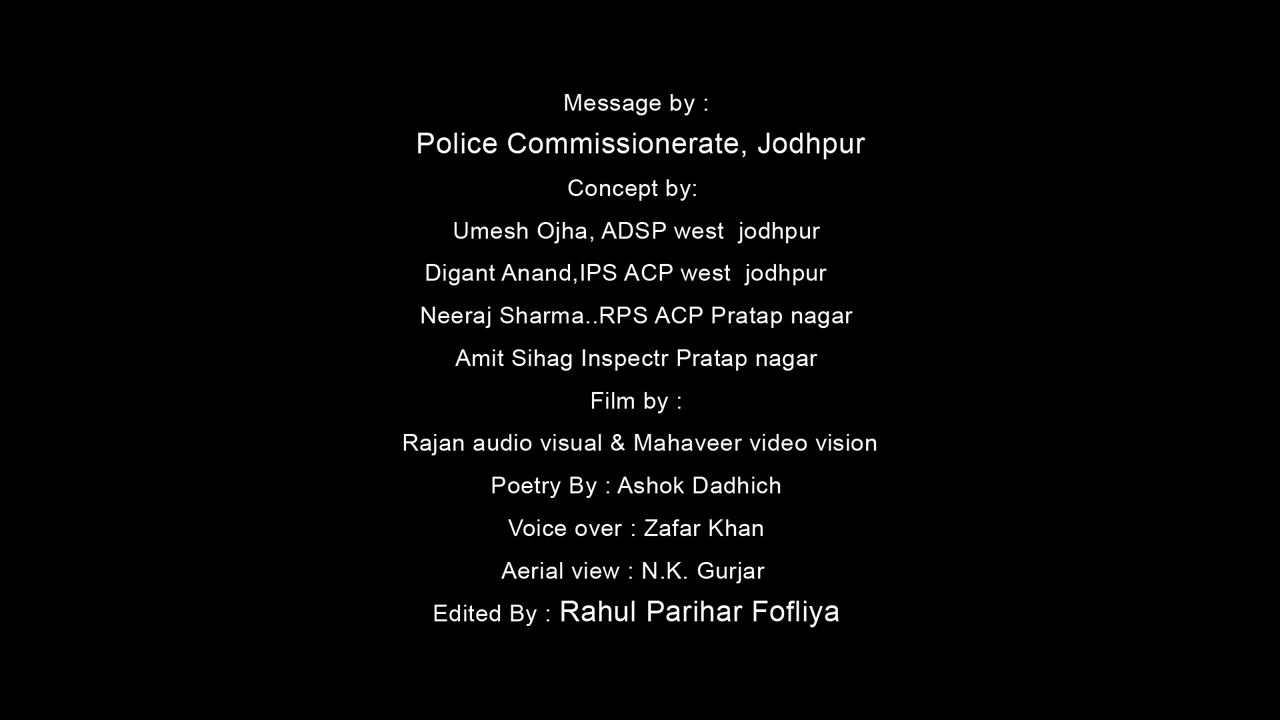 Message by :
Police Commissionerate, Jodhpur
Concept by:
Umesh Ojha, ADSP west  jodhpur
Digant Anand,IPS ACP west  jodhpur
Neeraj Sharma..RPS ACP Pratap nagar
Amit Sihag Inspectr Pratap nagar
Film by :
Rajan audio visual & Mahaveer video vision
Poetry By : Ashok Dadhich
Voice over : Zafar Khan
Aerial view : N.K. Gurjar
Edited By : Rahul Parihar Fofliya